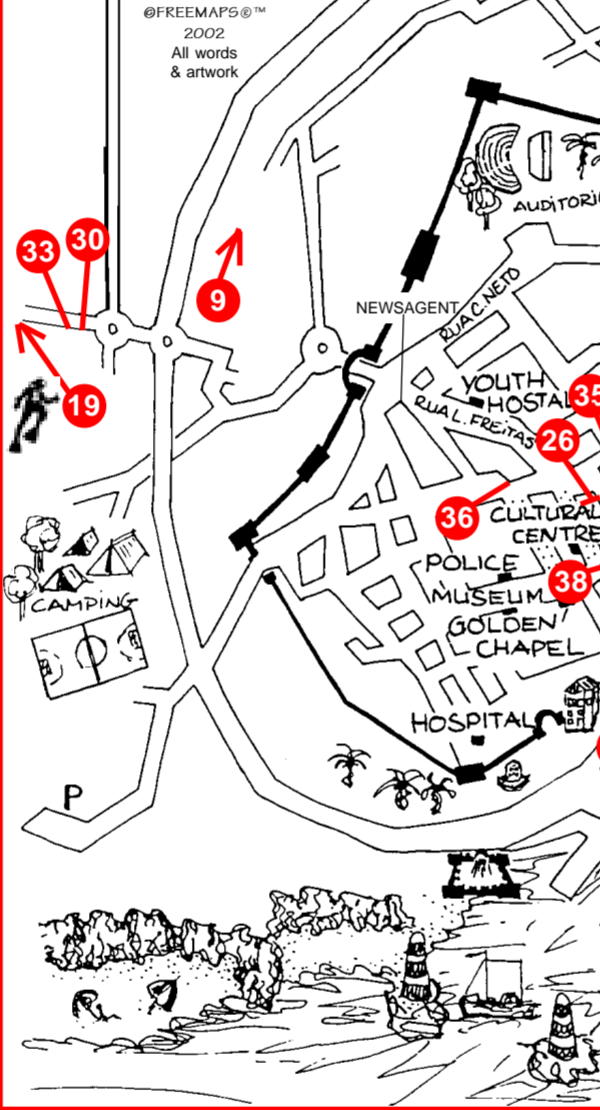 ©FREEMAPS®™
2002
All words
& artwork
AUDITORI
33
30
9
NEWSAGENT
RUA C. NETO
19
YOUTH
HOSTAL
35
RUA L. FREITAS
26
36
CULTURAL
CENTRE
POLICE
38
MUSEUM
GOLDEN
CHAPEL
CAMPING
HOSPITAL
P